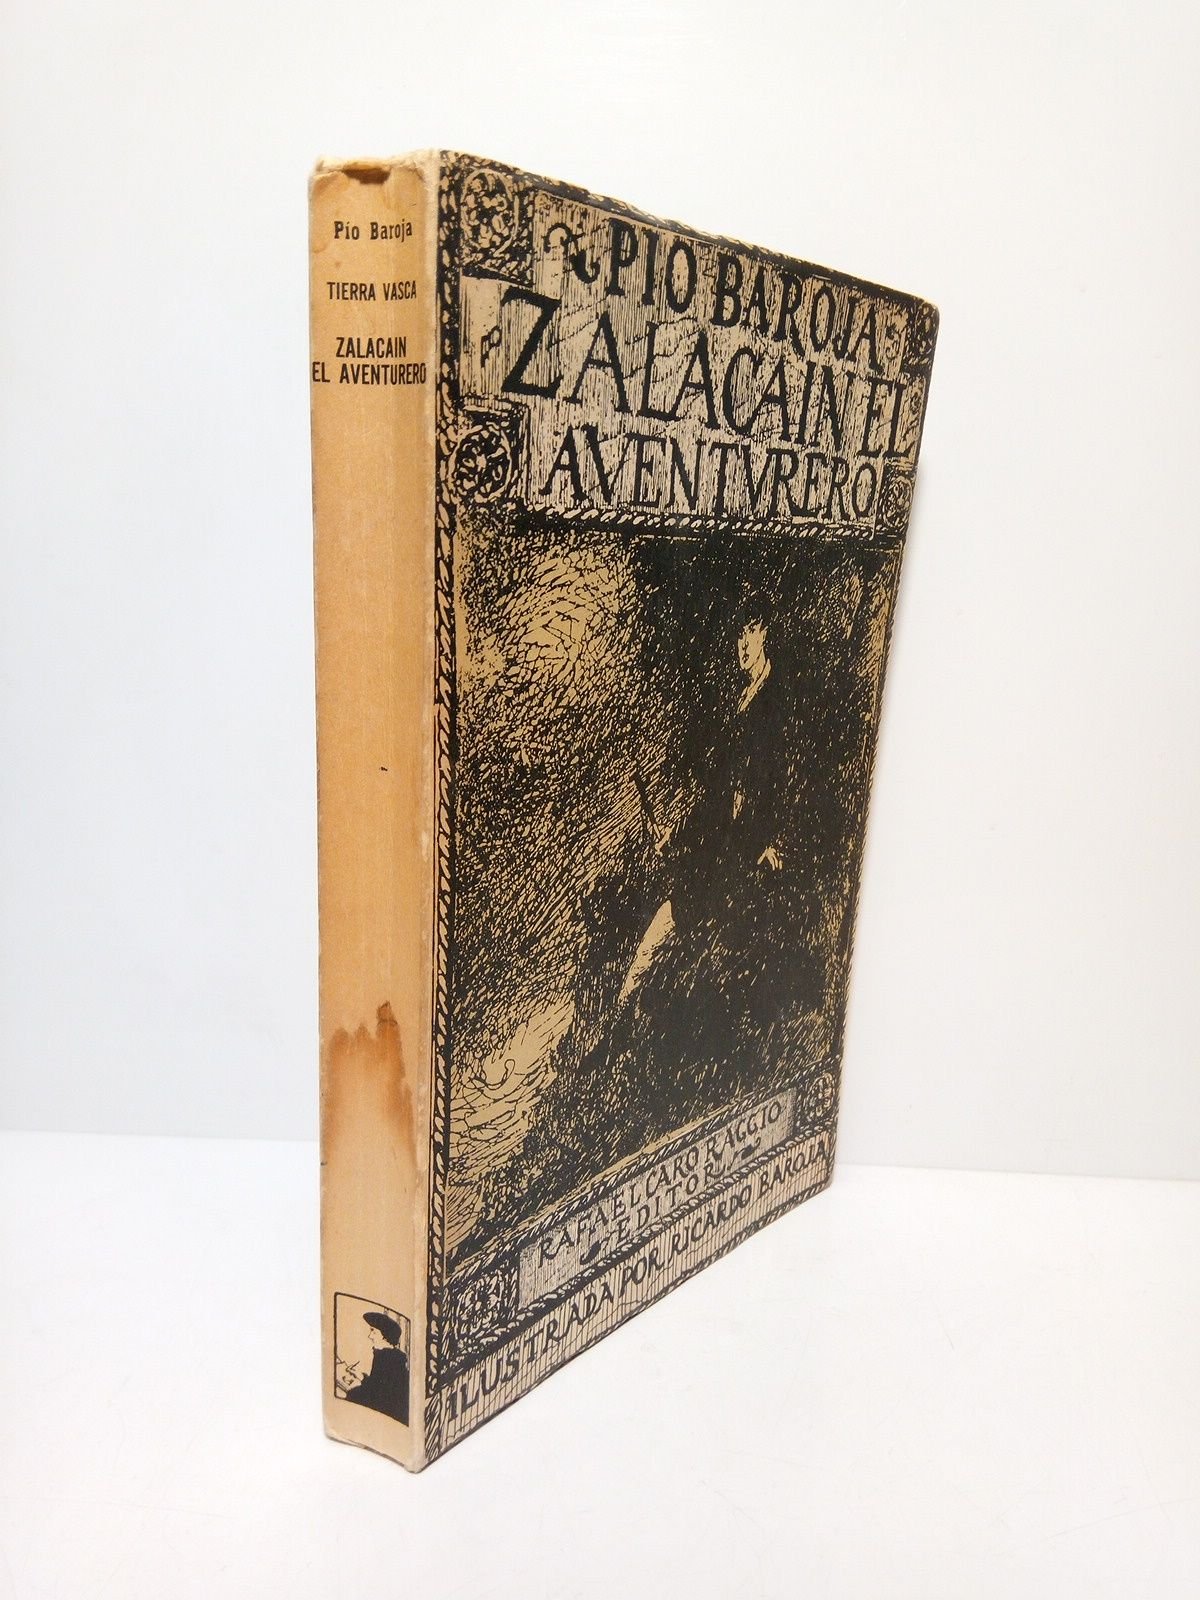 Pío Baroja
TIERRA VASCA
ZALACAIN
EL AVENTURERO
PIO BAROJA
ZALACAIN EL
AVENTVRERO
RAFAEL CARO RAGGIO
EDITOR
ILUSTRADA POR RICARDO BAROJA